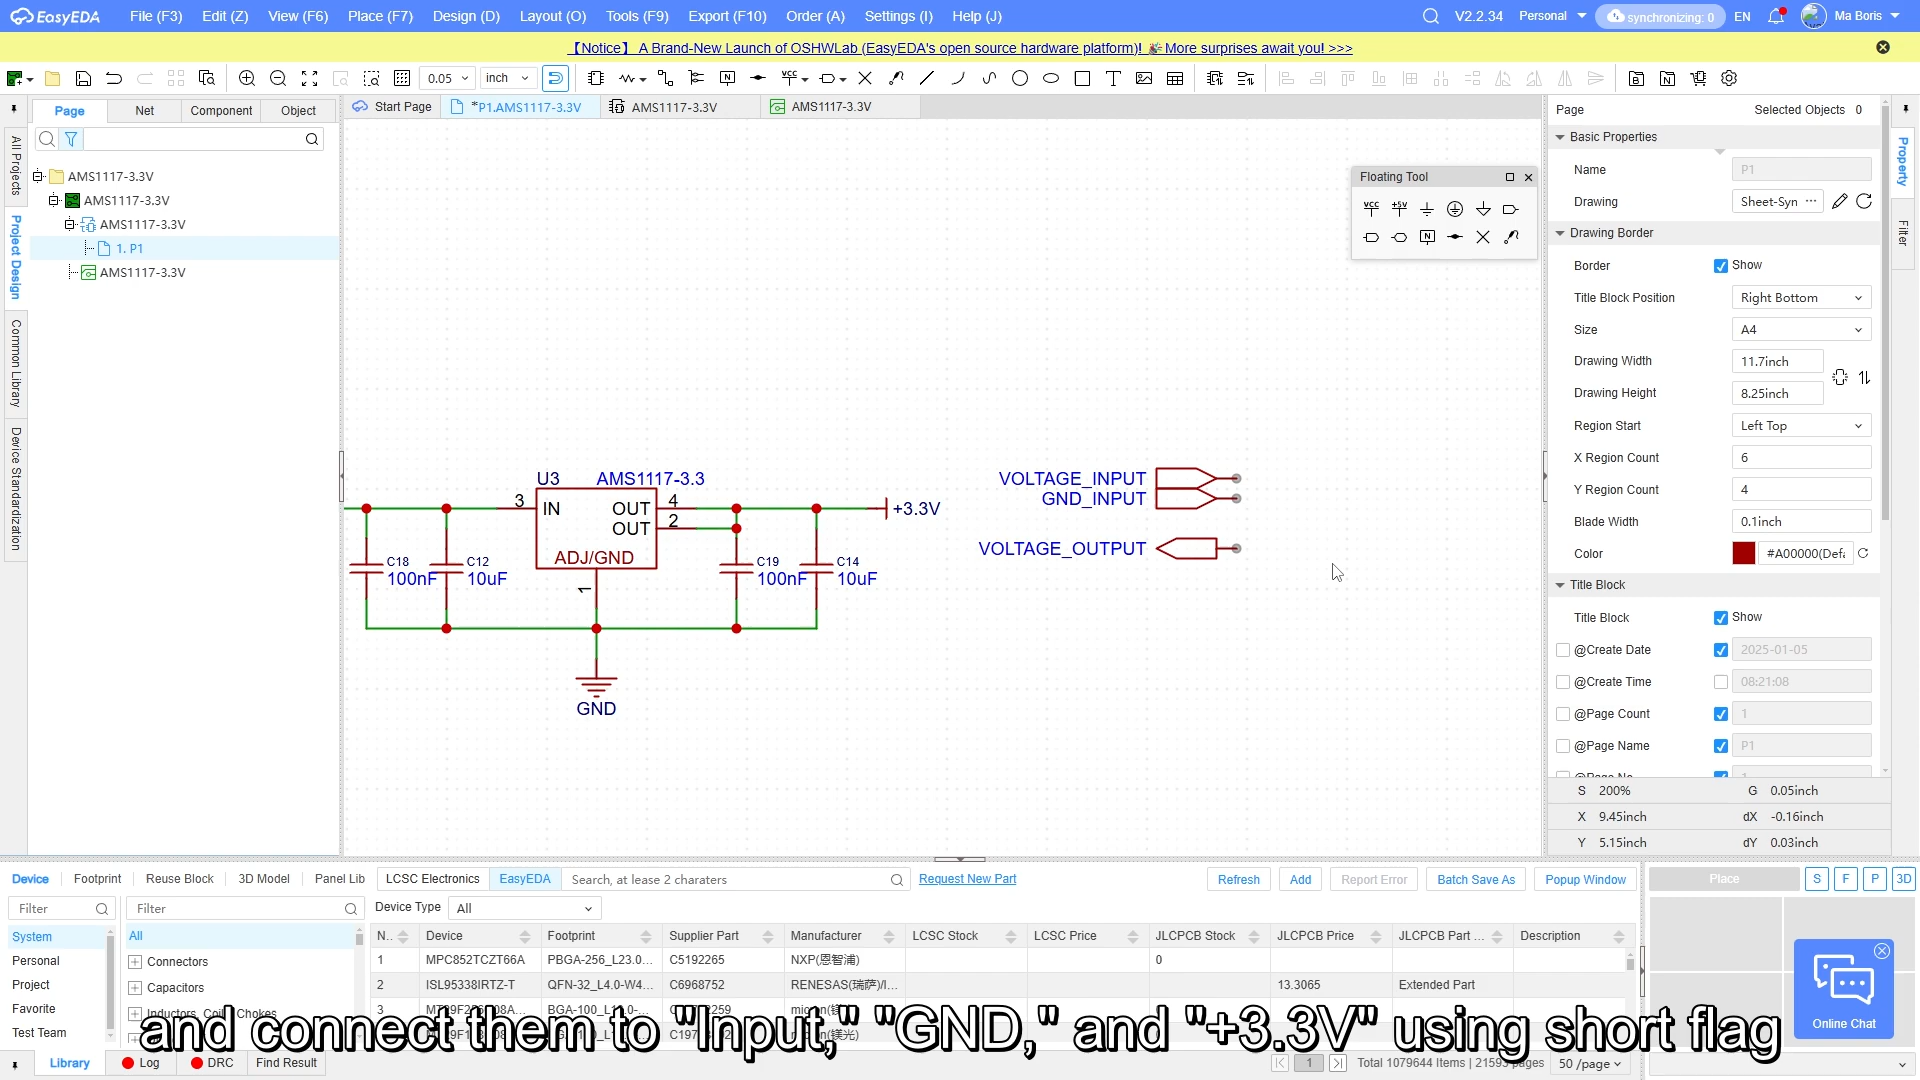 EasyEDA File (F3) Edit (Z) View (F6) Place (F7) Design (D) Layout (O) Tools (F9) Export (F10) Order (A) Settings (I) Help (J) V2.2.34 Personal synchronizing: 0 EN Ma Boris
【Notice】 A Brand-New Launch of OSHWLab (EasyEDA's open source hardware platform)! 🎉More surprises await you! >>>
0.05 inch
Page Net Component Object
Start Page *P1.AMS1117-3.3V AMS1117-3.3V AMS1117-3.3V
All Projects
Project Design
Common Library
Device Standardization
AMS1117-3.3V
AMS1117-3.3V
AMS1117-3.3V
1. P1
AMS1117-3.3V
Floating Tool
VCC +5V
N
U3 AMS1117-3.3
3 IN OUT 4
OUT 2
ADJ/GND
1
+3.3V
C18
100nF
C12
10uF
C19
100nF
C14
10uF
GND
VOLTAGE_INPUT
GND_INPUT
VOLTAGE_OUTPUT
Page Selected Objects 0
Property
Filter
Basic Properties
Name P1
Drawing Sheet-Syn ···
Drawing Border
Border Show
Title Block Position Right Bottom
Size A4
Drawing Width 11.7inch
Drawing Height 8.25inch
Region Start Left Top
X Region Count 6
Y Region Count 4
Blade Width 0.1inch
Color #A00000(Defa
Title Block
Title Block Show
@Create Date 2025-01-05
@Create Time 08:21:08
@Page Count 1
@Page Name P1
S 200% G 0.05inch
X 9.45inch dX -0.16inch
Y 5.15inch dY 0.03inch
Device Footprint Reuse Block 3D Model Panel Lib LCSC Electronics EasyEDA Search, at lease 2 charaters Request New Part Refresh Add Report Error Batch Save As Popup Window Place S F P 3D
Filter Filter Device Type All
System
Personal
Project
Favorite
Test Team
All
Connectors
Capacitors
N.. Device Footprint Supplier Part Manufacturer LCSC Stock LCSC Price JLCPCB Stock JLCPCB Price JLCPCB Part ... Description
1 MPC852TCZT66A PBGA-256_L23.0... C5192265 NXP(恩智浦) 0
2 ISL95338IRTZ-T QFN-32_L4.0-W4... C6968752 RENESAS(瑞萨)/I... 13.3065 Extended Part
3
and connect them to "Input," "GND," and "+3.3V" using short flag
Online Chat
Library Log DRC Find Result 1 Total 1079644 Items | 21593 pages 50 /page